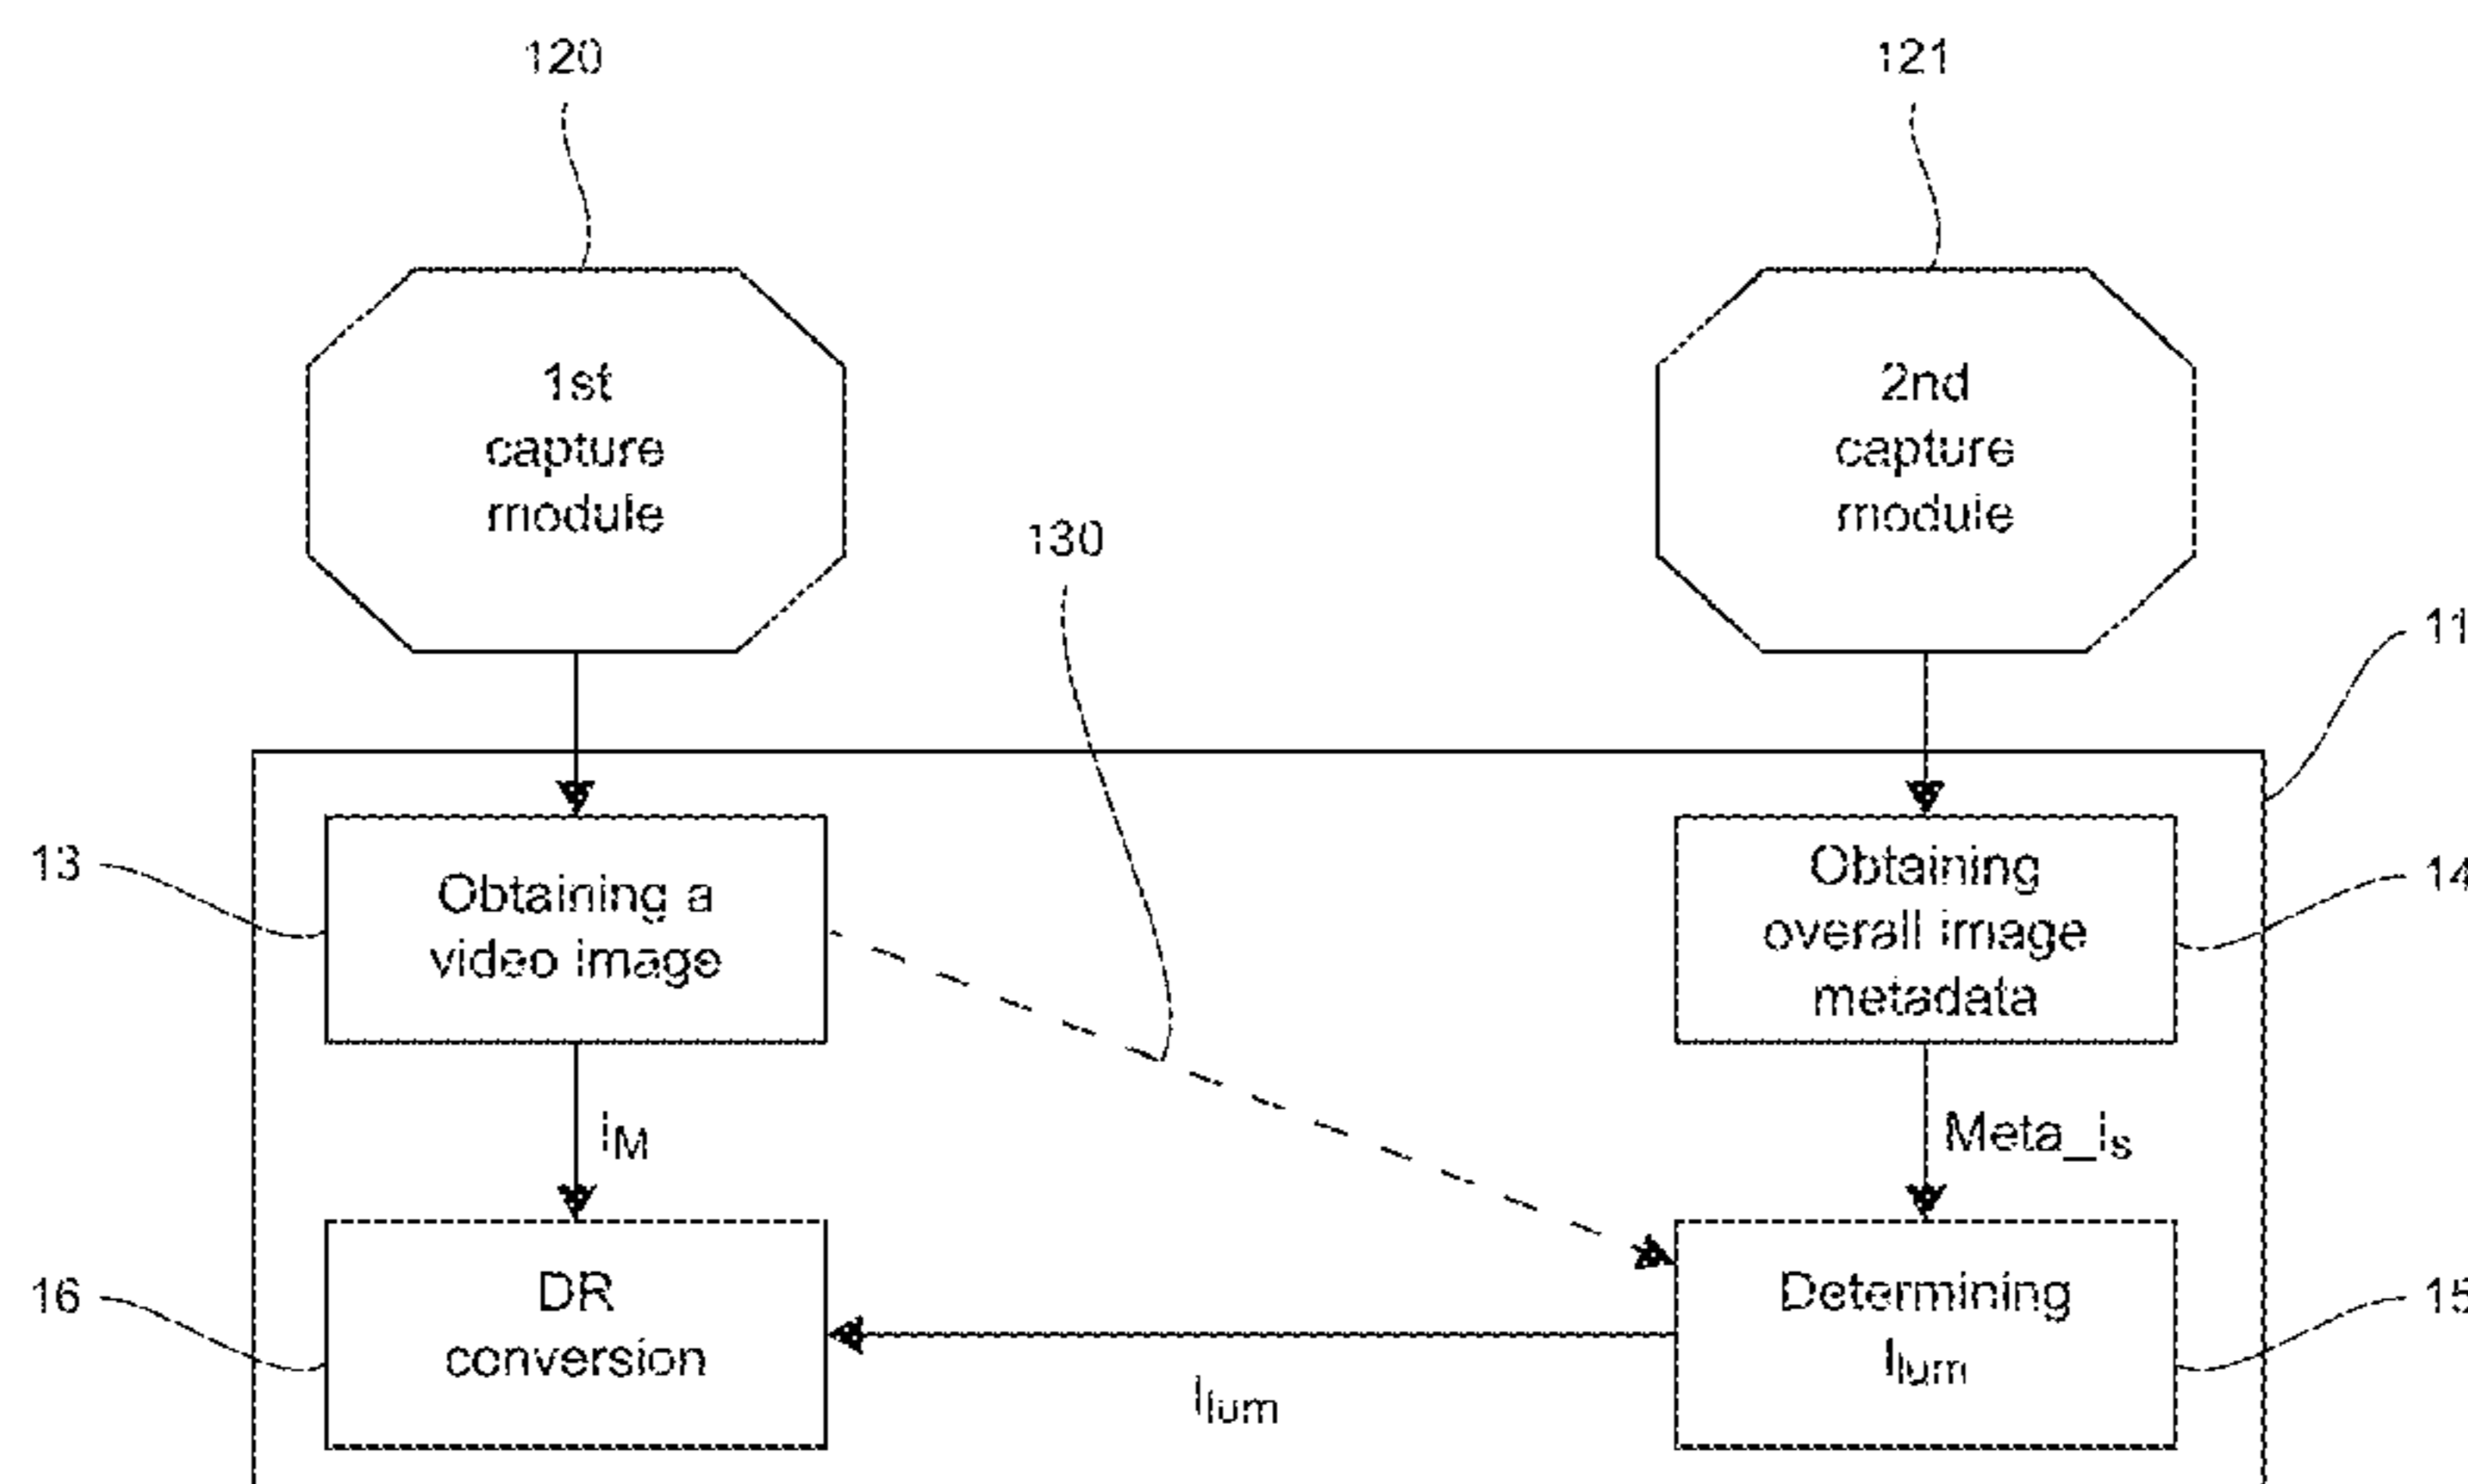 120
121
1st
capture
module
2nd
capture
module
130
11
13
Obtaining a
video image
Obtaining
overall image
metadata
14
iM
Meta_is
16
DR
conversion
Determining
Ilum
15
Ilum